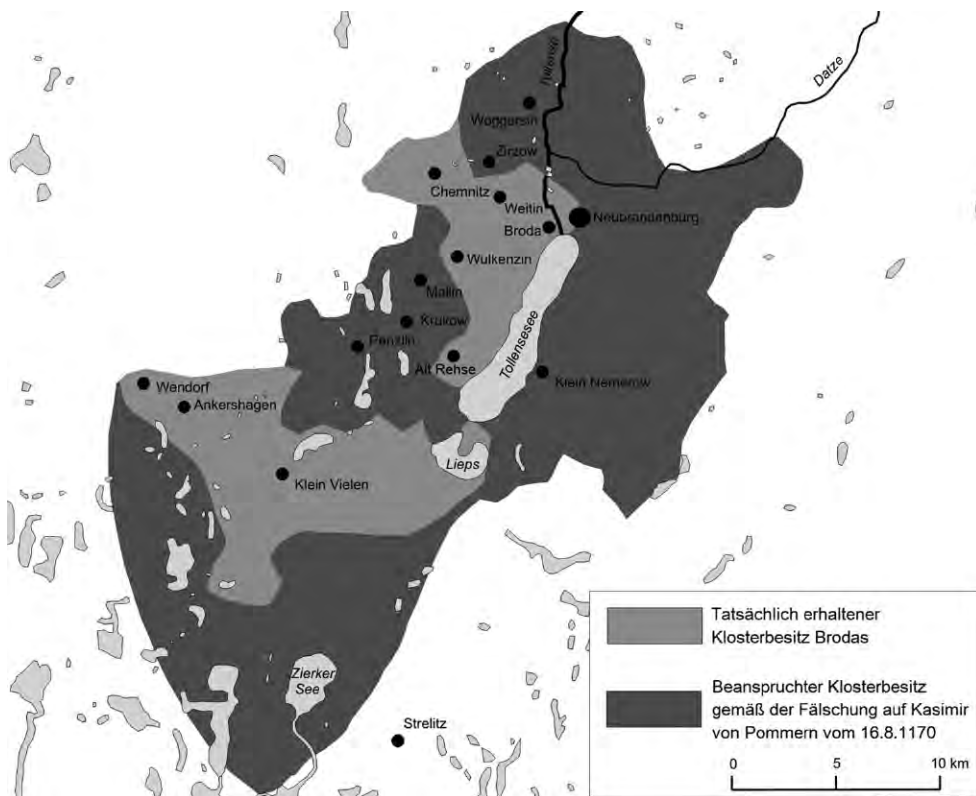 Tollense
Datze
Woggersin
Zirzow
Chemnitz
Weitin
Neubrandenburg
Broda
Wulkenzin
Mallin
Krukow
Penzlin
Tollensesee
Alt Rehse
Klein Nemerow
Wendorf
Ankershagen
Lieps
Klein Vielen
Tatsächlich erhaltener
Klosterbesitz Brodas
Zierker
See
Beanspruchter Klosterbesitz
gemäß der Fälschung auf Kasimir
von Pommern vom 16.8.1170
Strelitz
0 5 10 km